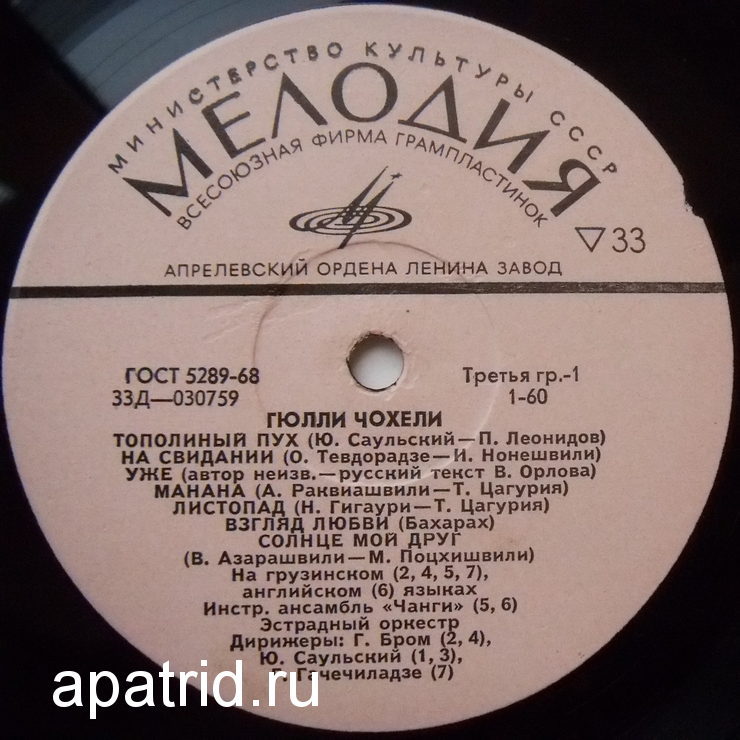 МИНИСТЕРСТВО КУЛЬТУРЫ СССР
МЕЛОДИЯ
ВСЕСОЮЗНАЯ ФИРМА ГРАМПЛАСТИНОК
▽33
АПРЕЛЕВСКИЙ ОРДЕНА ЛЕНИНА ЗАВОД
ГОСТ 5289-68 Третья гр.-1
33Д—030759 1-60
ГЮЛЛИ ЧОХЕЛИ
ТОПОЛИНЫЙ ПУХ (Ю. Саульский—П. Леонидов)
НА СВИДАНИИ (О. Тевдорадзе—И. Нонешвили)
УЖЕ (автор неизв.—русский текст В. Орлова)
МАНАНА (А. Раквиашвили—Т. Цагурия)
ЛИСТОПАД (Н. Гигаури—Т. Цагурия)
ВЗГЛЯД ЛЮБВИ (Бахарах)
СОЛНЦЕ МОЙ ДРУГ
(В. Азарашвили—М. Поцхишвили)
На грузинском (2, 4, 5, 7),
английском (6) языках
Инстр. ансамбль «Чанги» (5, 6)
Эстрадный оркестр
Дирижеры: Г. Бром (2, 4),
Ю. Саульский (1, 3),
Г. Гачечиладзе (7)
apatrid.ru